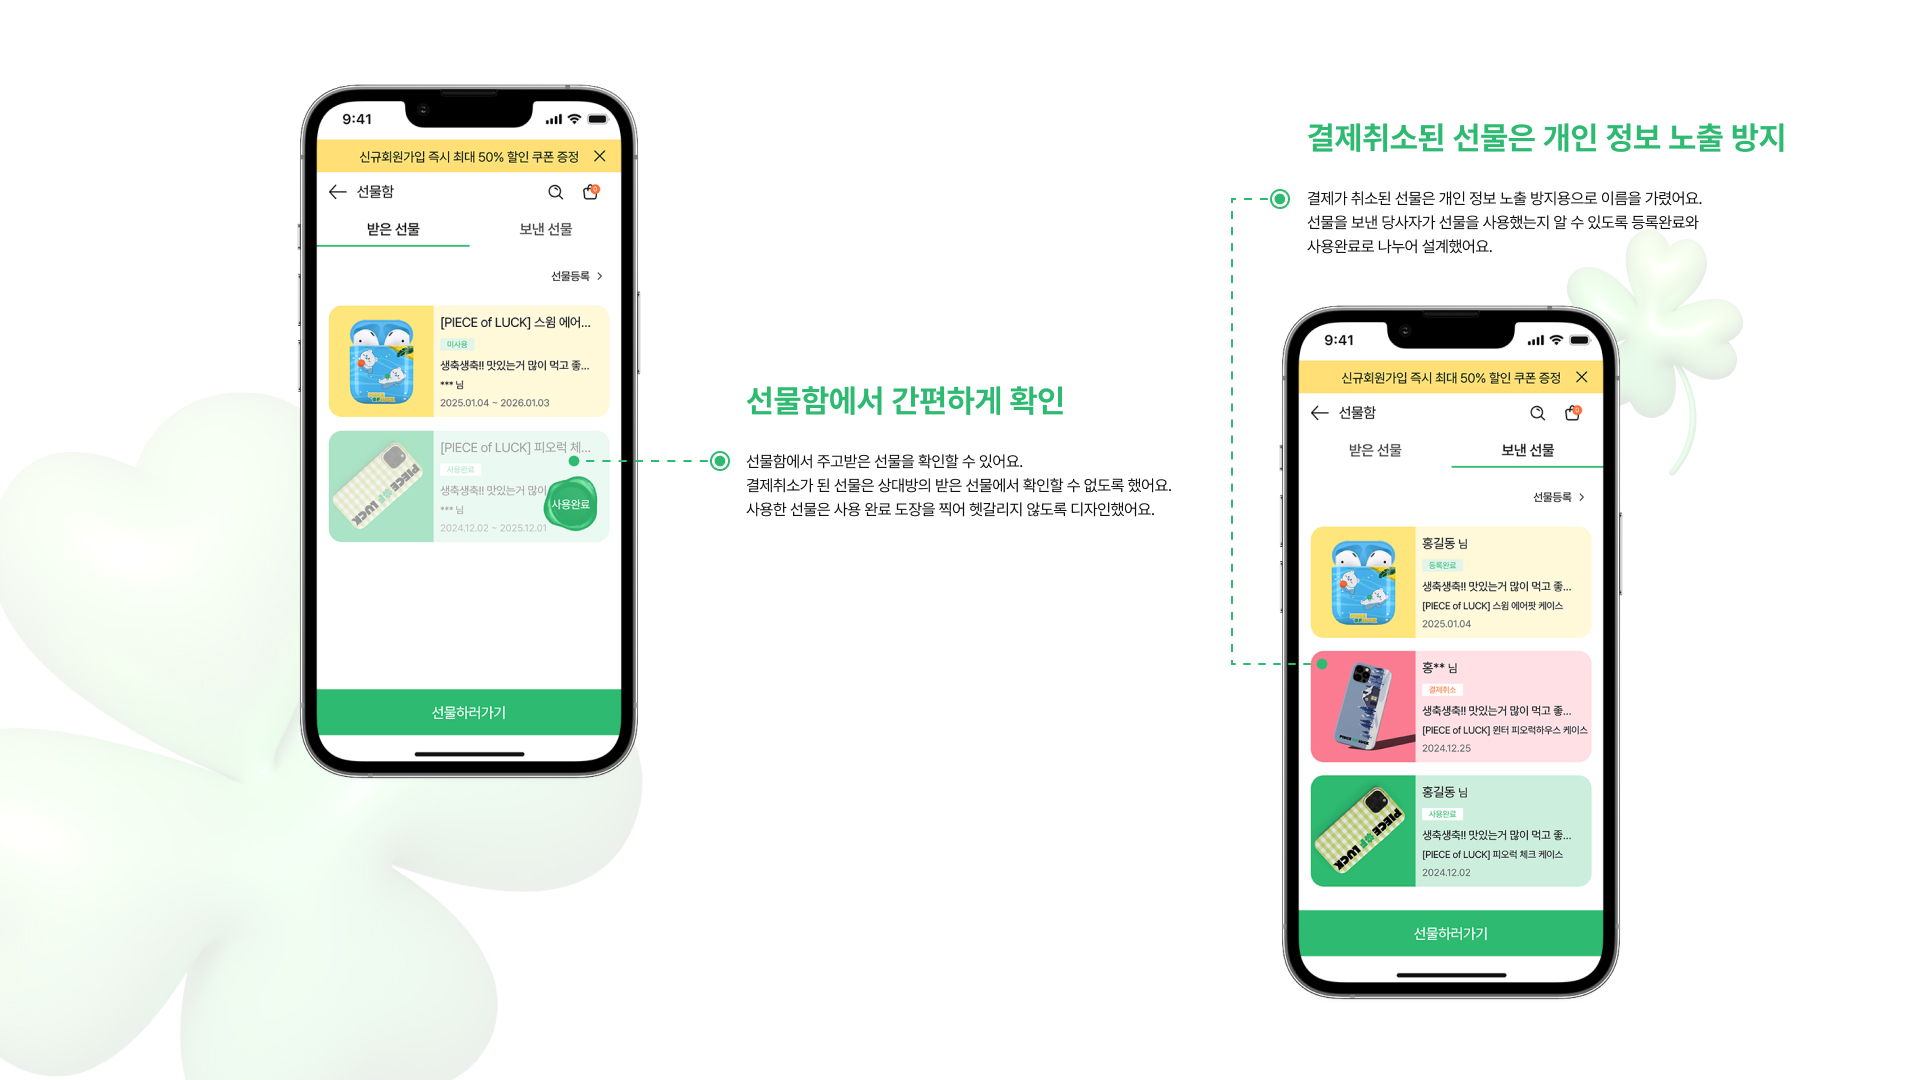 9:41
신규회원가입 즉시 최대 50% 할인 쿠폰 증정
선물함
0
받은 선물
보낸 선물
선물등록
[PIECE of LUCK] 스윔 에어...
미사용
생축생축!! 맛있는거 많이 먹고 좋...
*** 님
2025.01.04 ~ 2026.01.03
[PIECE of LUCK] 피오럭 체...
사용완료
생축생축!! 맛있는거 많이
*** 님
2024.12.02 ~ 2025.12.01
사용완료
PIECE OF LUCK
선물하러가기
선물함에서 간편하게 확인
선물함에서 주고받은 선물을 확인할 수 있어요.
결제취소가 된 선물은 상대방의 받은 선물에서 확인할 수 없도록 했어요.
사용한 선물은 사용 완료 도장을 찍어 헷갈리지 않도록 디자인했어요.
결제취소된 선물은 개인 정보 노출 방지
결제가 취소된 선물은 개인 정보 노출 방지용으로 이름을 가렸어요.
선물을 보낸 당사자가 선물을 사용했는지 알 수 있도록 등록완료와
사용완료로 나누어 설계했어요.
9:41
신규회원가입 즉시 최대 50% 할인 쿠폰 증정
선물함
0
받은 선물
보낸 선물
선물등록
홍길동 님
등록완료
생축생축!! 맛있는거 많이 먹고 좋...
[PIECE of LUCK] 스윔 에어팟 케이스
2025.01.04
홍** 님
결제취소
생축생축!! 맛있는거 많이 먹고 좋...
[PIECE of LUCK] 윈터 피오럭하우스 케이스
2024.12.25
PIECE OF LUCK
홍길동 님
사용완료
생축생축!! 맛있는거 많이 먹고 좋...
[PIECE of LUCK] 피오럭 체크 케이스
2024.12.02
PIECE OF LUCK
선물하러가기